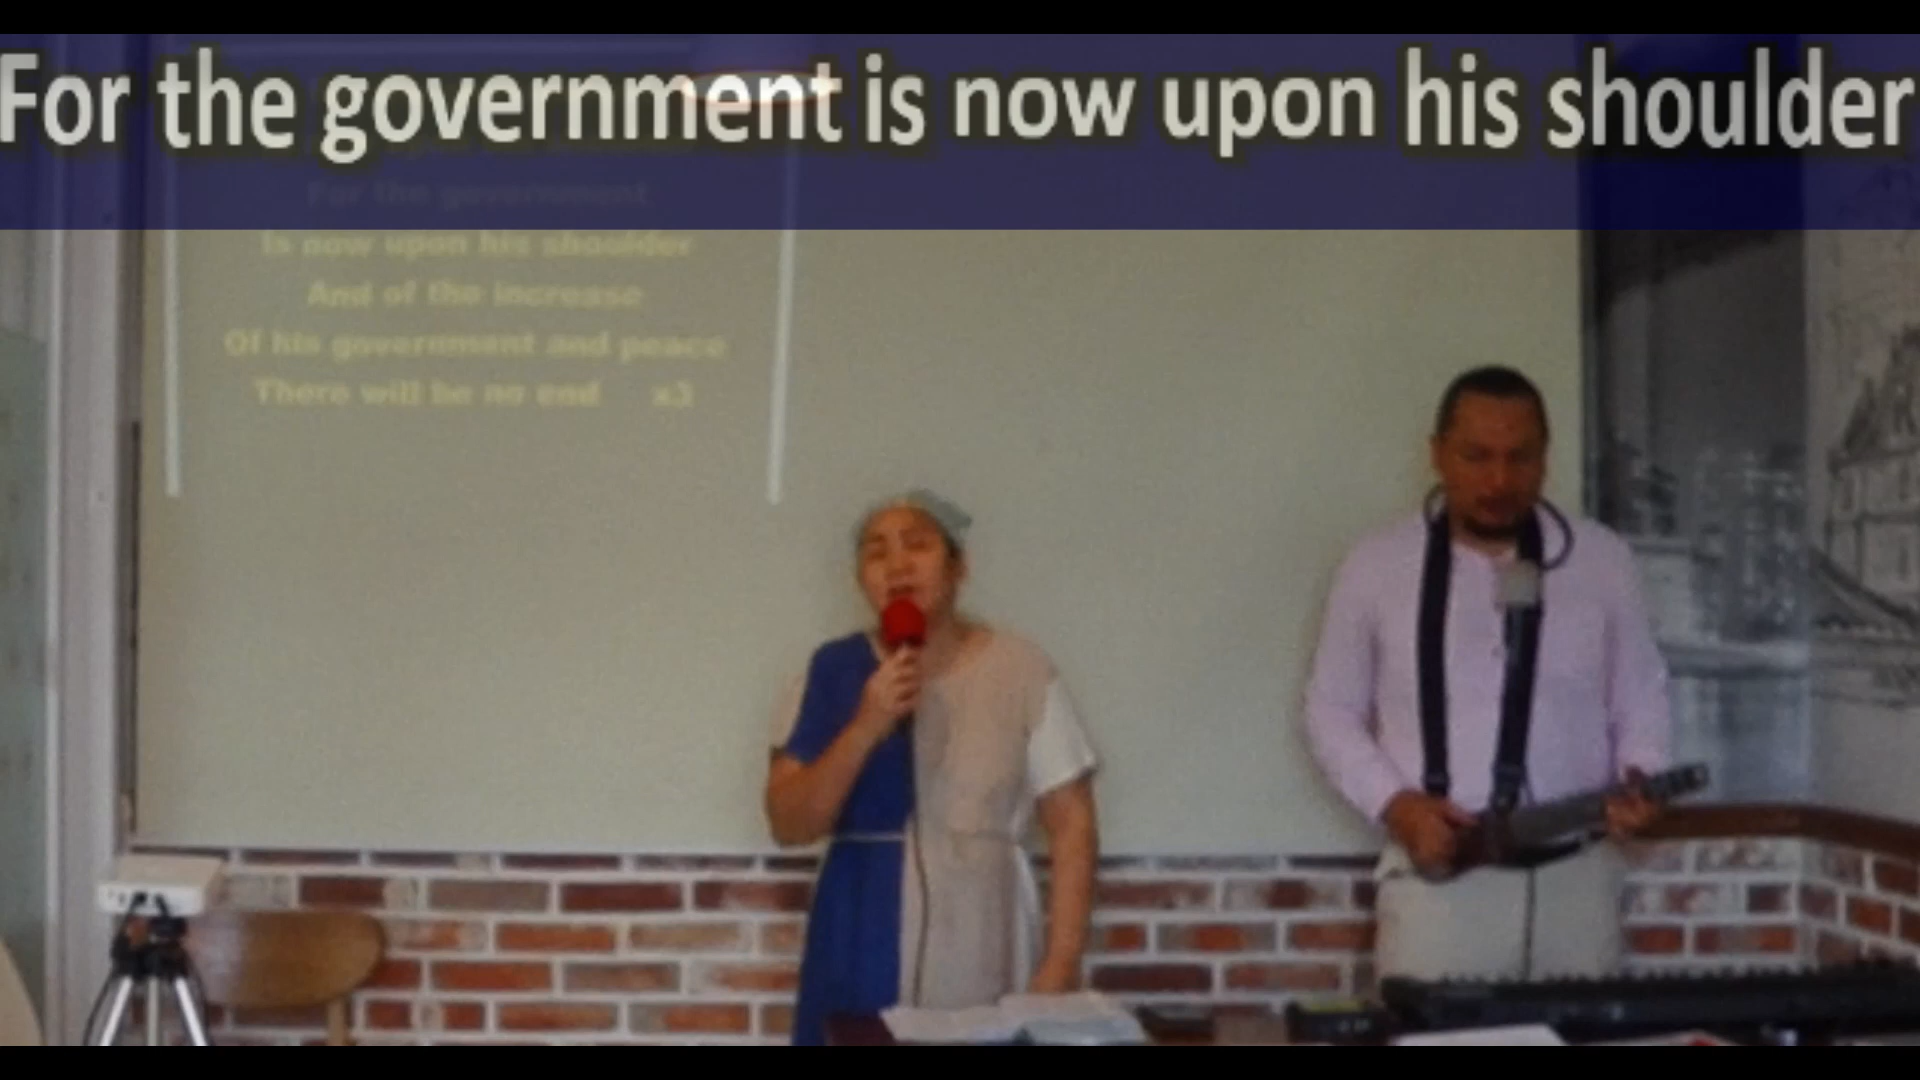 For the government is now upon his shoulder
For the government
Is now upon his shoulder
And of the increase
Of his government and peace
There will be no end x3